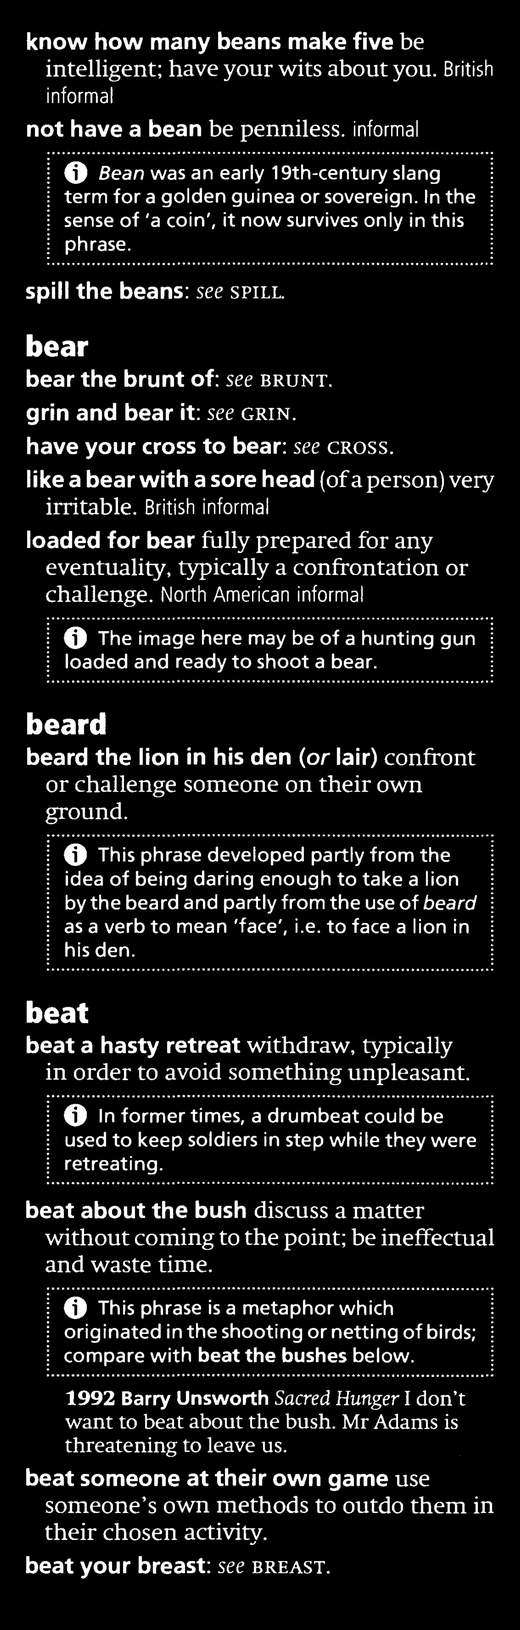 know how many beans make five be
intelligent; have your wits about you. British
informal
not have a bean be penniless. informal
i Bean was an early 19th-century slang
term for a golden guinea or sovereign. In the
sense of 'a coin', it now survives only in this
phrase.
spill the beans: see SPILL.
bear
bear the brunt of: see BRUNT.
grin and bear it: see GRIN.
have your cross to bear: see CROSS.
like a bear with a sore head (of a person) very
irritable. British informal
loaded for bear fully prepared for any
eventuality, typically a confrontation or
challenge. North American informal
i The image here may be of a hunting gun
loaded and ready to shoot a bear.
beard
beard the lion in his den (or lair) confront
or challenge someone on their own
ground.
i This phrase developed partly from the
idea of being daring enough to take a lion
by the beard and partly from the use of beard
as a verb to mean 'face', i.e. to face a lion in
his den.
beat
beat a hasty retreat withdraw, typically
in order to avoid something unpleasant.
i In former times, a drumbeat could be
used to keep soldiers in step while they were
retreating.
beat about the bush discuss a matter
without coming to the point; be ineffectual
and waste time.
i This phrase is a metaphor which
originated in the shooting or netting of birds;
compare with beat the bushes below.
1992 Barry Unsworth Sacred Hunger I don't
want to beat about the bush. Mr Adams is
threatening to leave us.
beat someone at their own game use
someone's own methods to outdo them in
their chosen activity.
beat your breast: see BREAST.